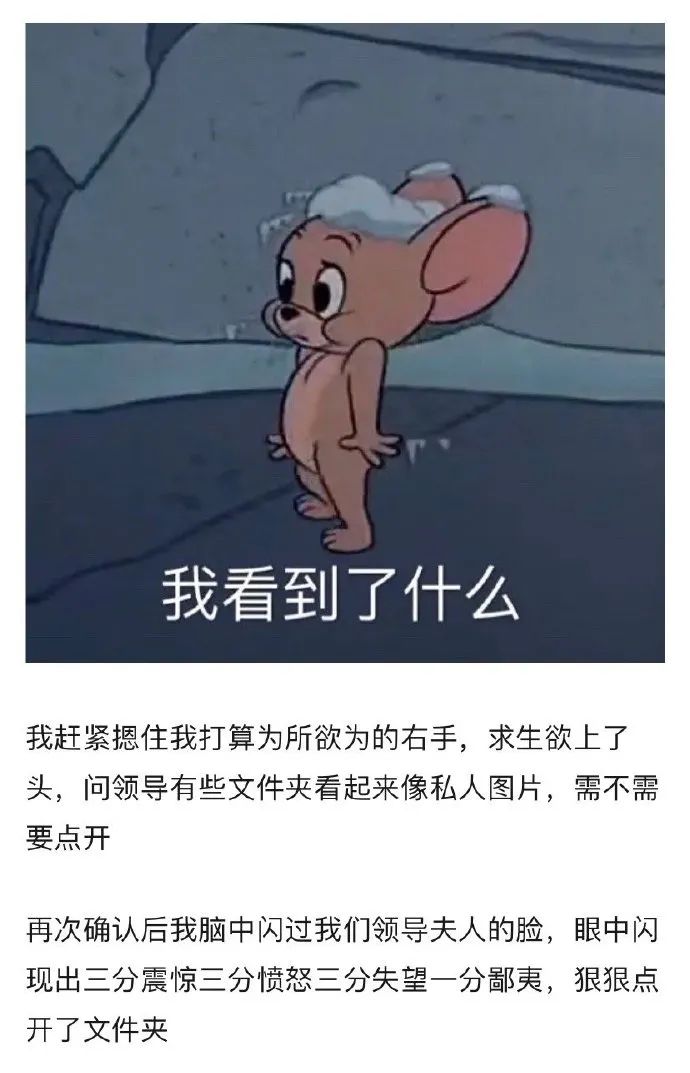 我看到了什么
我赶紧摁住我打算为所欲为的右手，求生欲上了
头，问领导有些文件夹看起来像私人图片，需不需
要点开
再次确认后我脑中闪过我们领导夫人的脸，眼中闪
现出三分震惊三分愤怒三分失望一分鄙夷，狠狠点
开了文件夹